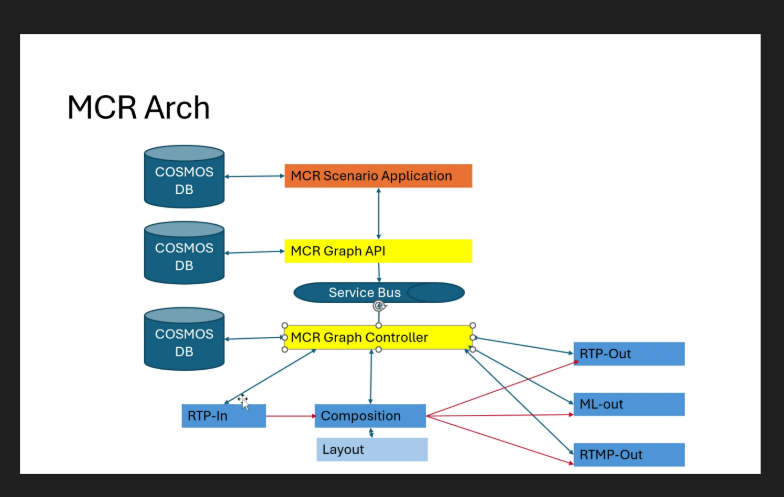 MCR Arch
COSMOS
DB
MCR Scenario Application
COSMOS
DB
MCR Graph API
Service Bus
COSMOS
DB
MCR Graph Controller
RTP-Out
ML-out
RTP-In
Composition
Layout
RTMP-Out